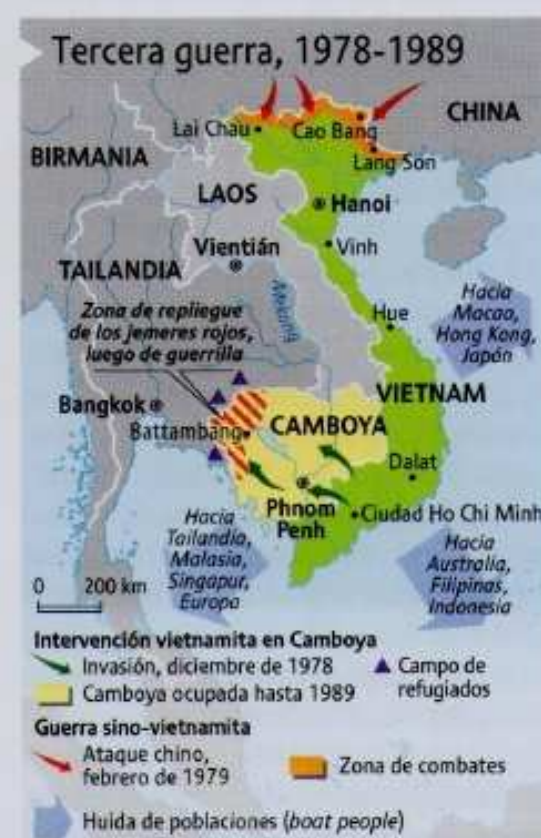 Tercera guerra, 1978-1989
CHINA
Lai Chau
Cao Bang
Lang Son
BIRMANIA
LAOS
Hanoi
Vientián
Vinh
TAILANDIA
Zona de repliegue
de los jemeres rojos,
luego de guerrilla
Mekong
Hue
Hacia
Macao,
Hong Kong,
Japón
Bangkok
VIETNAM
Battambang
CAMBOYA
Dalat
Phnom
Penh
Ciudad Ho Chi Minh
Hacia
Tailandia,
Malasia,
Singapur,
Europa
Hacia
Australia,
Filipinas,
Indonesia
0 200 km
Intervención vietnamita en Camboya
Invasión, diciembre de 1978
Campo de
refugiados
Camboya ocupada hasta 1989
Guerra sino-vietnamita
Ataque chino,
febrero de 1979
Zona de combates
Huida de poblaciones (boat people)